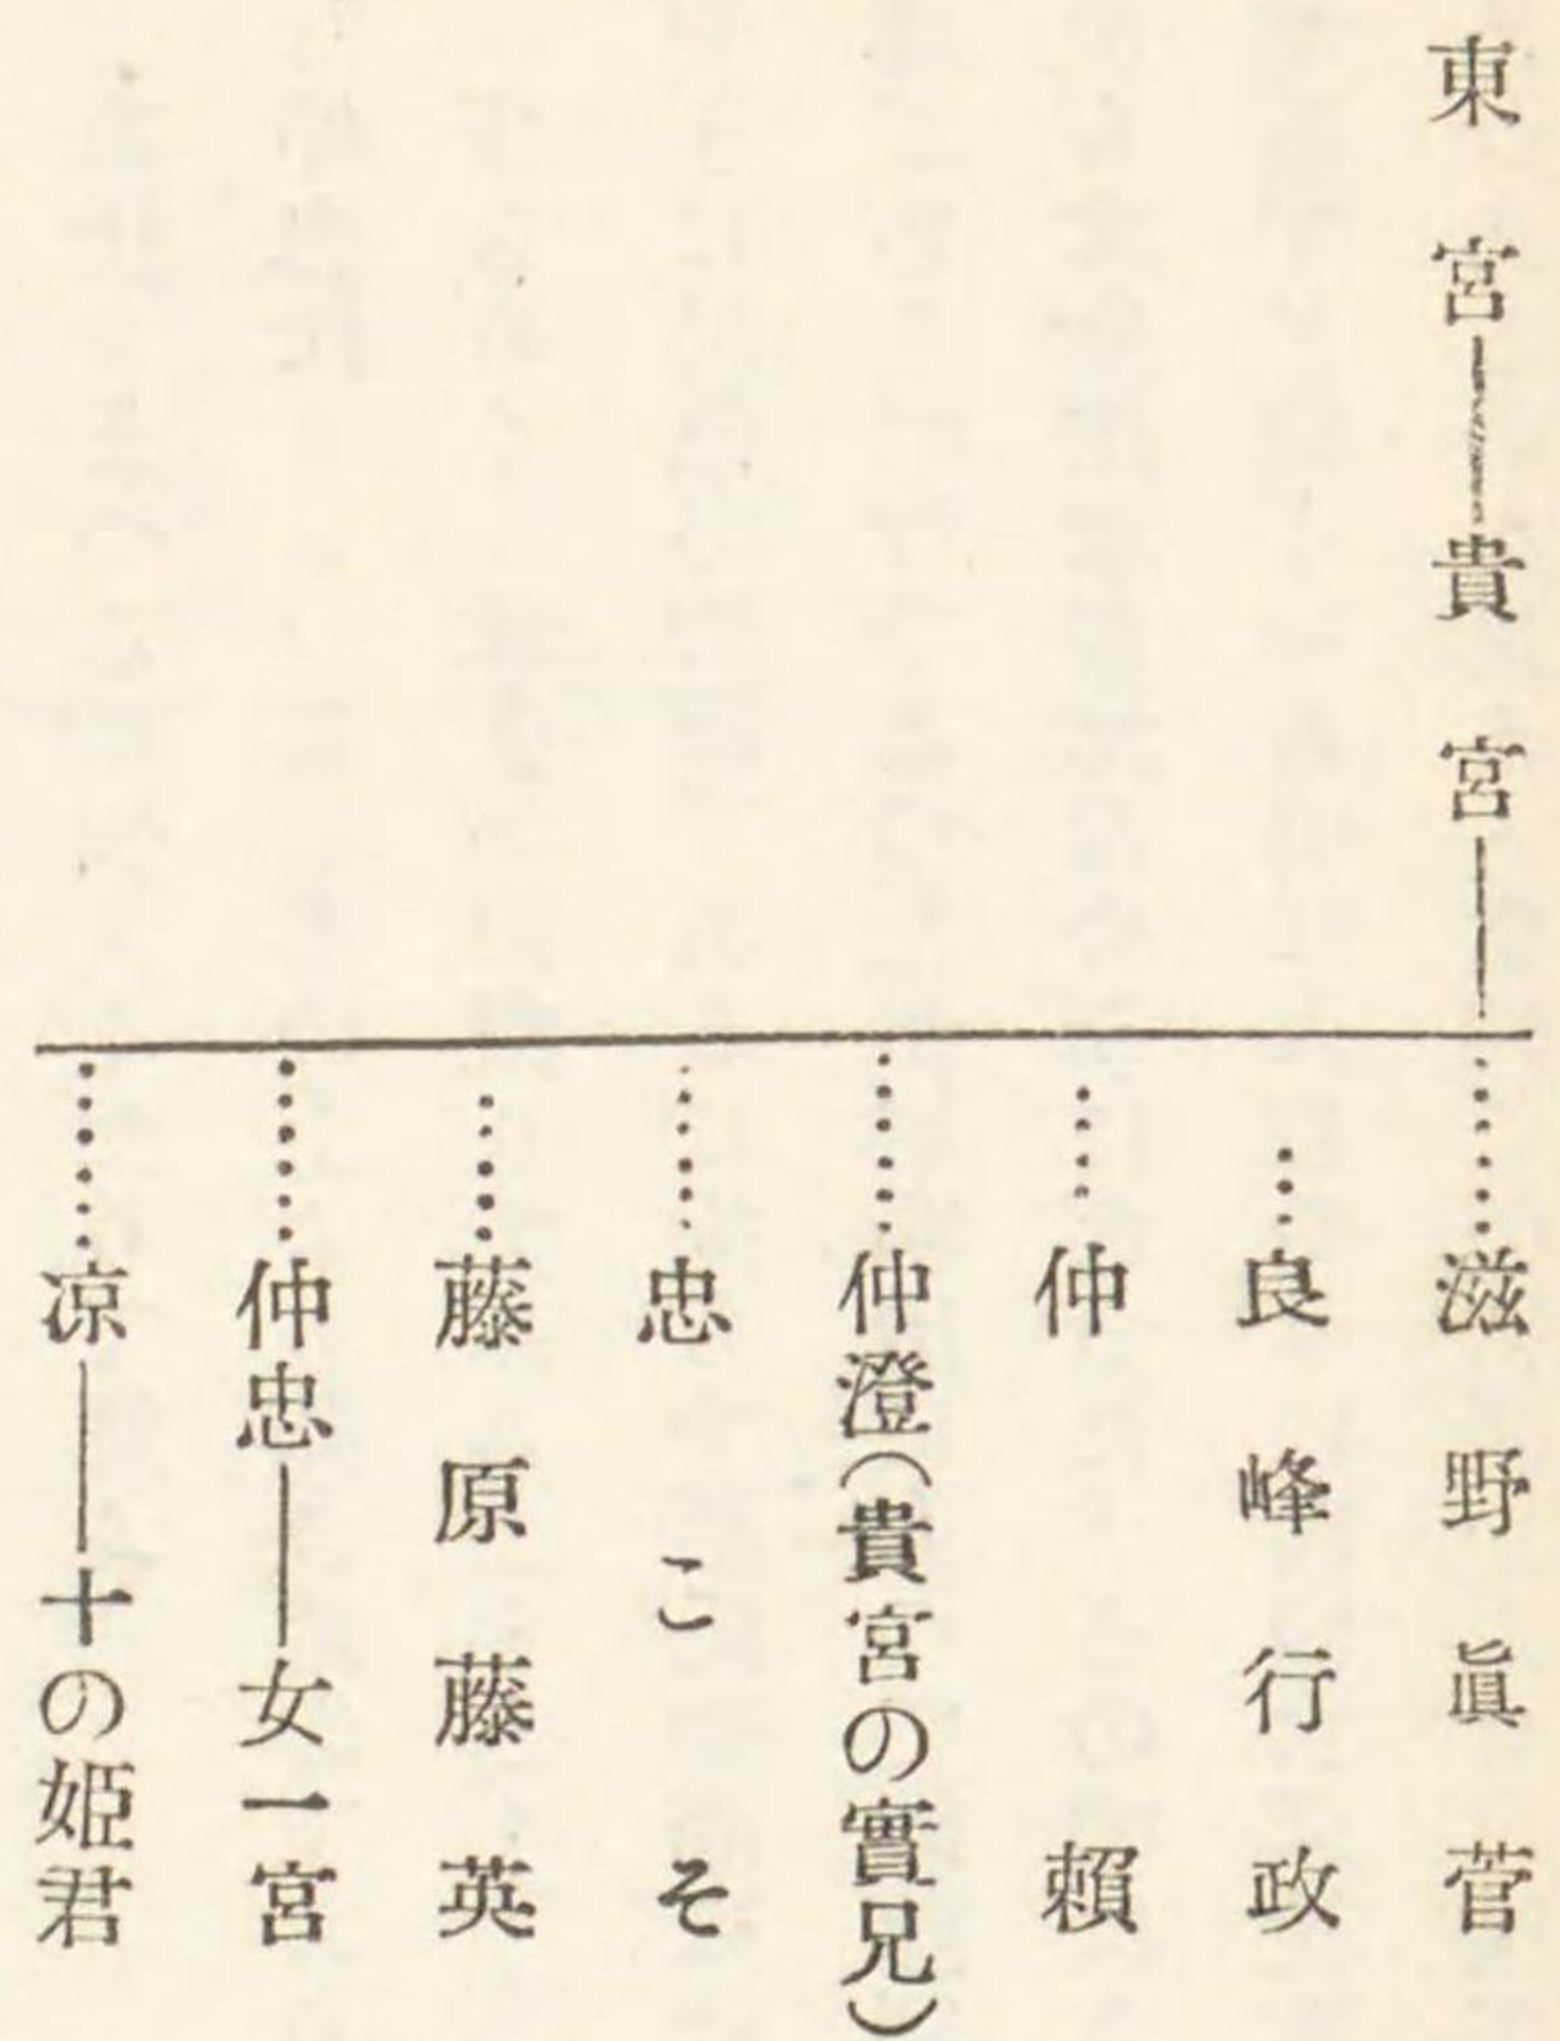 東宮――貴宮――
……滋野眞菅
…良峰行政
…仲賴
……仲澄(貴宮の實兄)
……忠こそ
……藤原藤英
……仲忠――女一宮
……凉――十の姫君